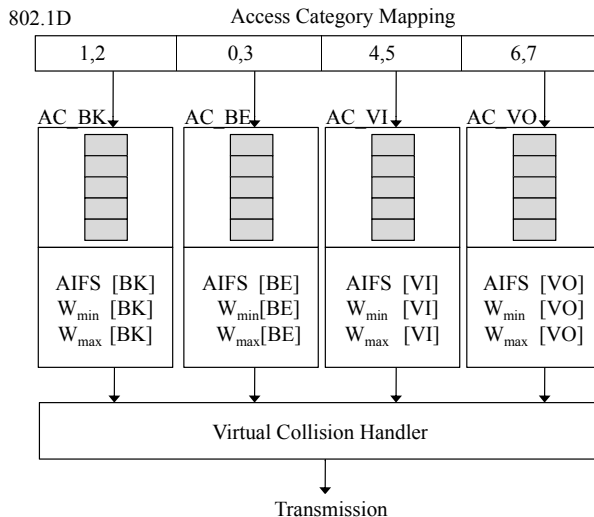 802.1D
Access Category Mapping
1,2 0,3 4,5 6,7
AC_BK AC_BE AC_VI AC_VO
AIFS [BK] AIFS [BE] AIFS [VI] AIFS [VO]
Wmin [BK] Wmin[BE] Wmin [VI] Wmin [VO]
Wmax [BK] Wmax[BE] Wmax [VI] Wmax [VO]
Virtual Collision Handler
Transmission